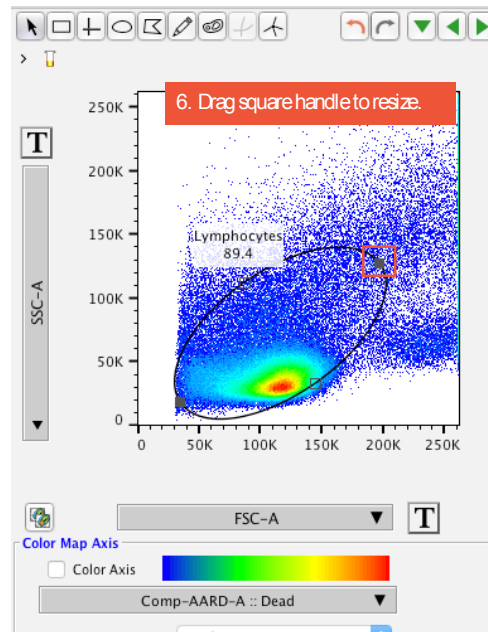 6. Drag square handle to resize.
250K
T
200K
150K
Lymphocytes
89.4
SSC-A
100K
50K
0
0 50K 100K 150K 200K 250K
FSC-A
T
Color Map Axis
Color Axis
Comp-AARD-A :: Dead